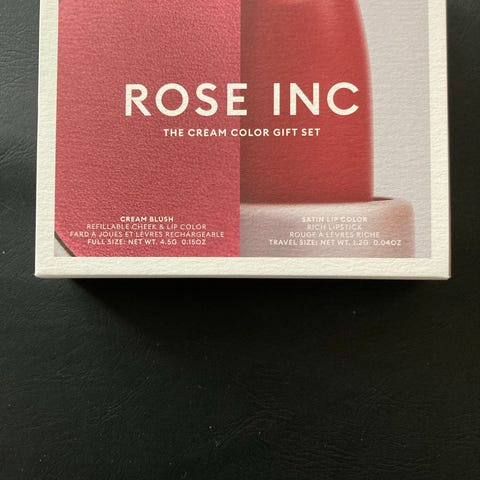 ROSE INC
THE CREAM COLOR GIFT SET
CREAM BLUSH
REFILLABLE CHEEK & LIP COLOR
FARD A JOUES ET LÈVRES RECHARGEABLE
FULL SIZE: NET WT. 4.5G 0.15OZ
SATIN LIP COLOR
RICH LIPSTICK
ROUGE A LÈVRES RICHE
TRAVEL SIZE: NET WT. 1.2G 0.04OZ